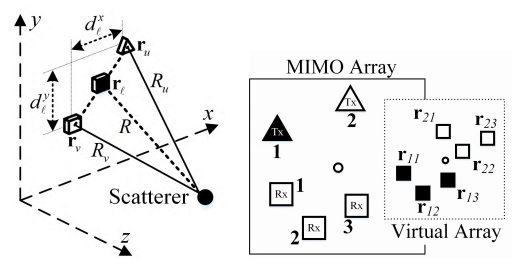 y
d_ℓ^x
r_u
d_ℓ^y
r_ℓ
R_u
x
r_v
R
R_v
Scatterer
z
MIMO Array
Tx
2
Tx
1
Rx
1
Rx
2
Rx
3
r_21
r_23
r_22
r_11
r_13
r_12
Virtual Array